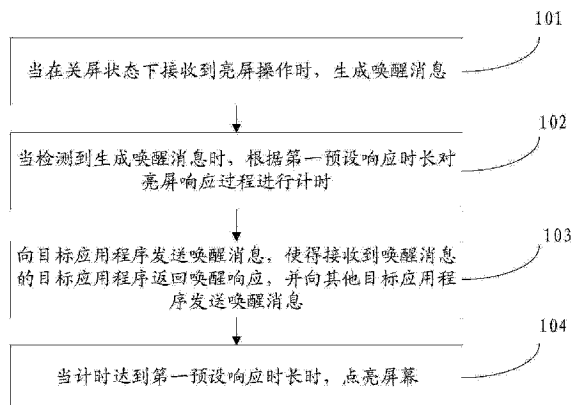 101
当在关屏状态下接收到亮屏操作时，生成唤醒消息
102
当检测到生成唤醒消息时，根据第一预设响应时长对
亮屏响应过程进行计时
103
向目标应用程序发送唤醒消息，使得接收到唤醒消息
的目标应用程序返回唤醒响应，并向其他目标应用程
序发送唤醒消息
104
当计时达到第一预设响应时长时，点亮屏幕